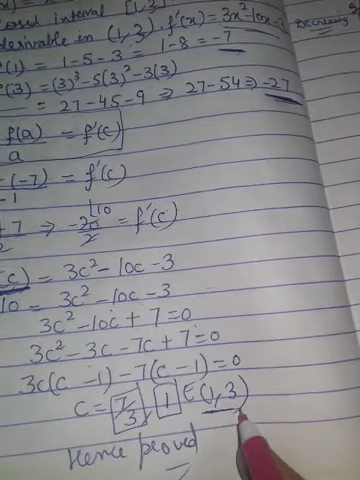 closed interval [1,3]
derivable in (1,3). f'(x) = 3x²-10x-3
f(1) = 1-5-3 = 1-8 = -7
f(3) = (3)³-5(3)²-3(3)
= 27-45-9 ⇒ 27-54 ⇒ -27
f(a) = f'(c)
a
-(-7) = f'(c)
-1
+7 ⇒ -20 = f'(c)
2 2 10
c) = 3c²-10c-3
10 = 3c²-10c-3
3c²-10c+7=0
3c²-3c-7c+7=0
3c(c-1)-7(c-1)=0
c = 7/3, 1 ∈ (1,3)
Hence proved